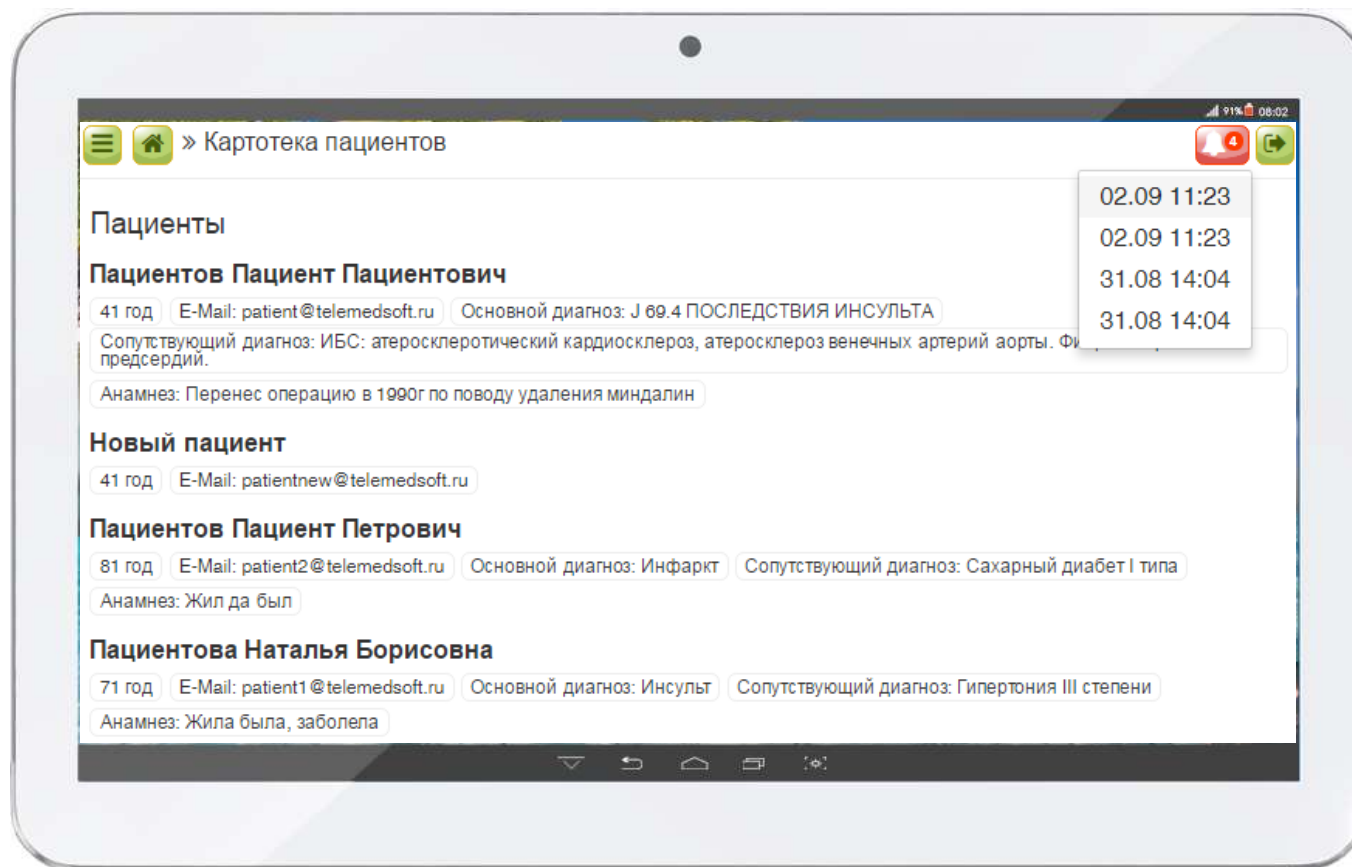 91% 08:02
» Картотека пациентов
4
02.09 11:23
02.09 11:23
31.08 14:04
31.08 14:04
Пациенты
Пациентов Пациент Пациентович
41 год E-Mail: patient@telemedsoft.ru Основной диагноз: J 69.4 ПОСЛЕДСТВИЯ ИНСУЛЬТА
Сопутствующий диагноз: ИБС: атеросклеротический кардиосклероз, атеросклероз венечных артерий аорты.
предсердий.
Анамнез: Перенес операцию в 1990г по поводу удаления миндалин
Новый пациент
41 год E-Mail: patientnew@telemedsoft.ru
Пациентов Пациент Петрович
81 год E-Mail: patient2@telemedsoft.ru Основной диагноз: Инфаркт Сопутствующий диагноз: Сахарный диабет I типа
Анамнез: Жил да был
Пациентова Наталья Борисовна
71 год E-Mail: patient1@telemedsoft.ru Основной диагноз: Инсульт Сопутствующий диагноз: Гипертония III степени
Анамнез: Жила была, заболела